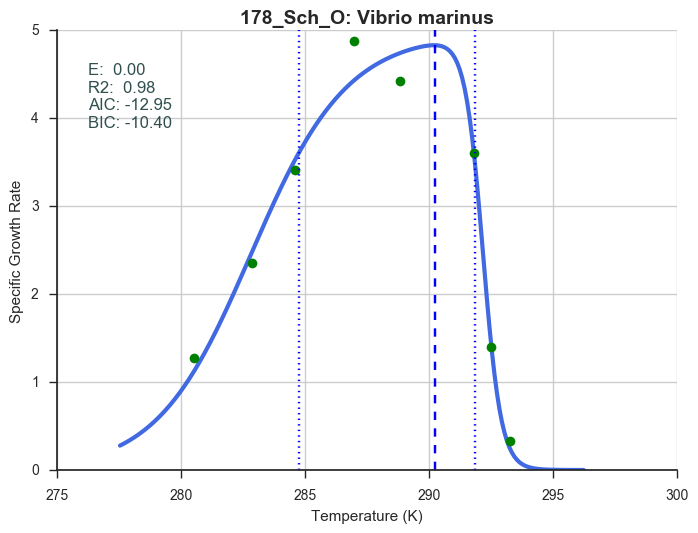 178_Sch_O: Vibrio marinus
E:  0.00
R2:  0.98
AIC: -12.95
BIC: -10.40
Specific Growth Rate
5
4
3
2
1
0
275 280 285 290 295 300
Temperature (K)